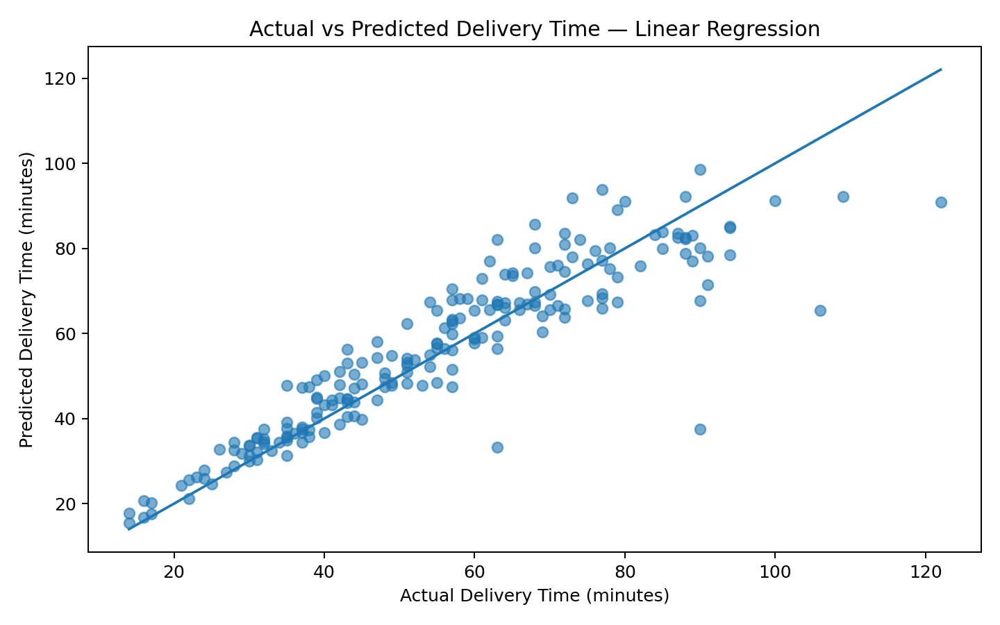 Actual vs Predicted Delivery Time — Linear Regression
120
100
80
60
40
20
Predicted Delivery Time (minutes)
20 40 60 80 100 120
Actual Delivery Time (minutes)